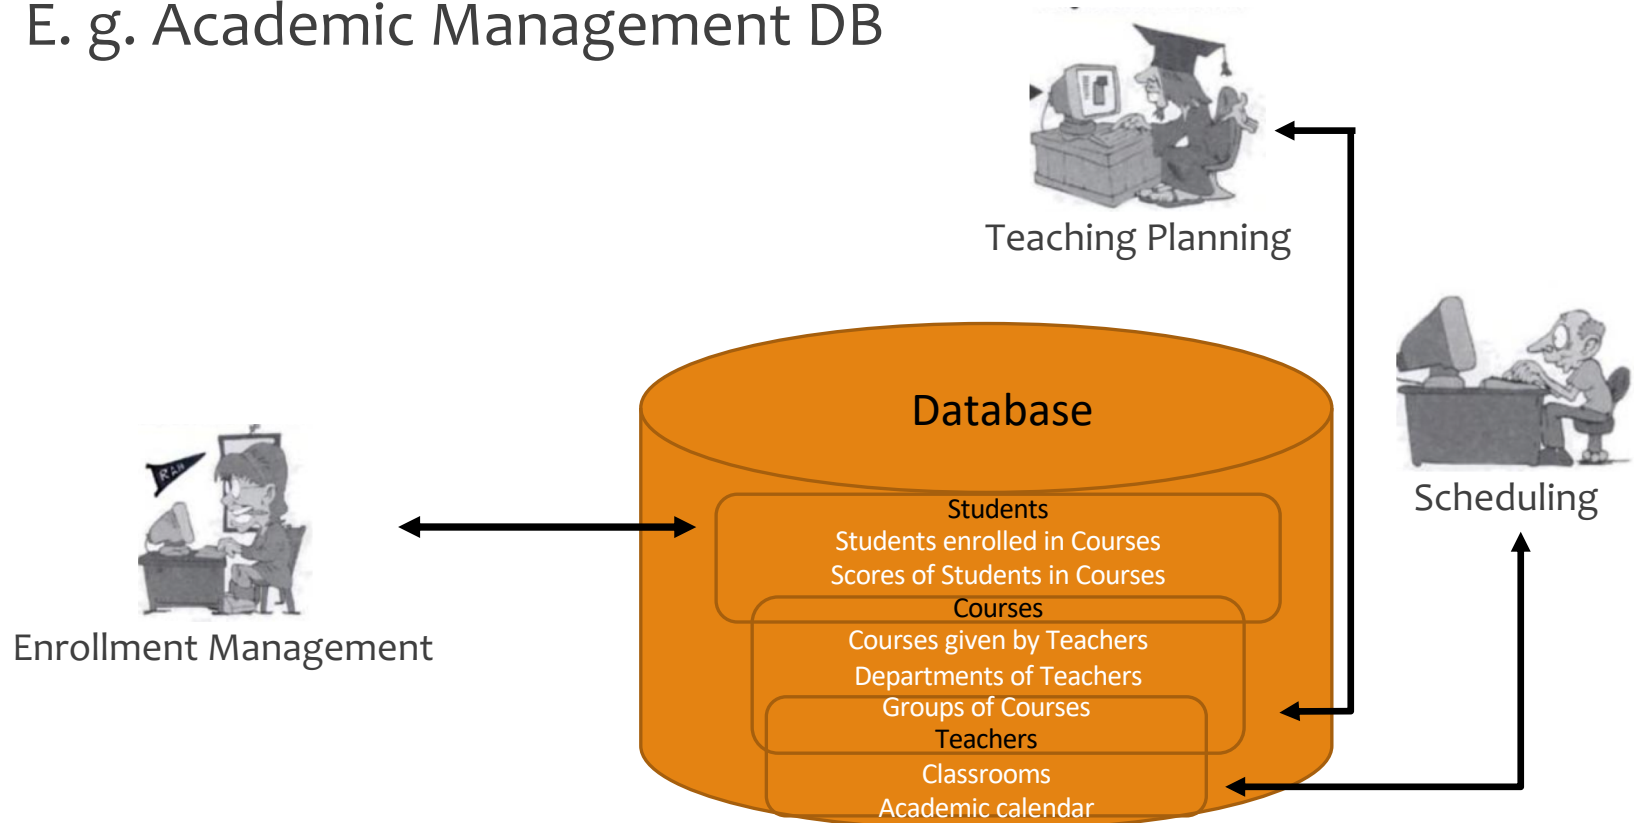 E. g. Academic Management DB
Teaching Planning
Database
Scheduling
RAM
Students
Students enrolled in Courses
Scores of Students in Courses
Courses
Enrollment Management
Courses given by Teachers
Departments of Teachers
Groups of Courses
Teachers
Classrooms
Academic calendar